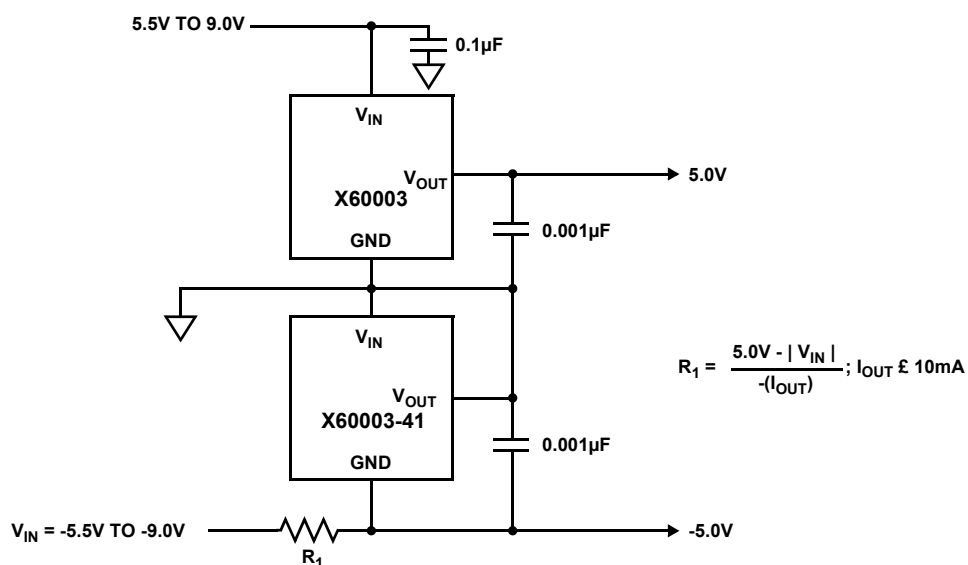 5.5V TO 9.0V
0.1µF
VIN
VOUT
X60003
GND
5.0V
0.001µF
VIN
VOUT
X60003-41
GND
0.001µF
R1 = 5.0V - | VIN | / -(IOUT) ; IOUT £ 10mA
VIN = -5.5V TO -9.0V
R1
-5.0V